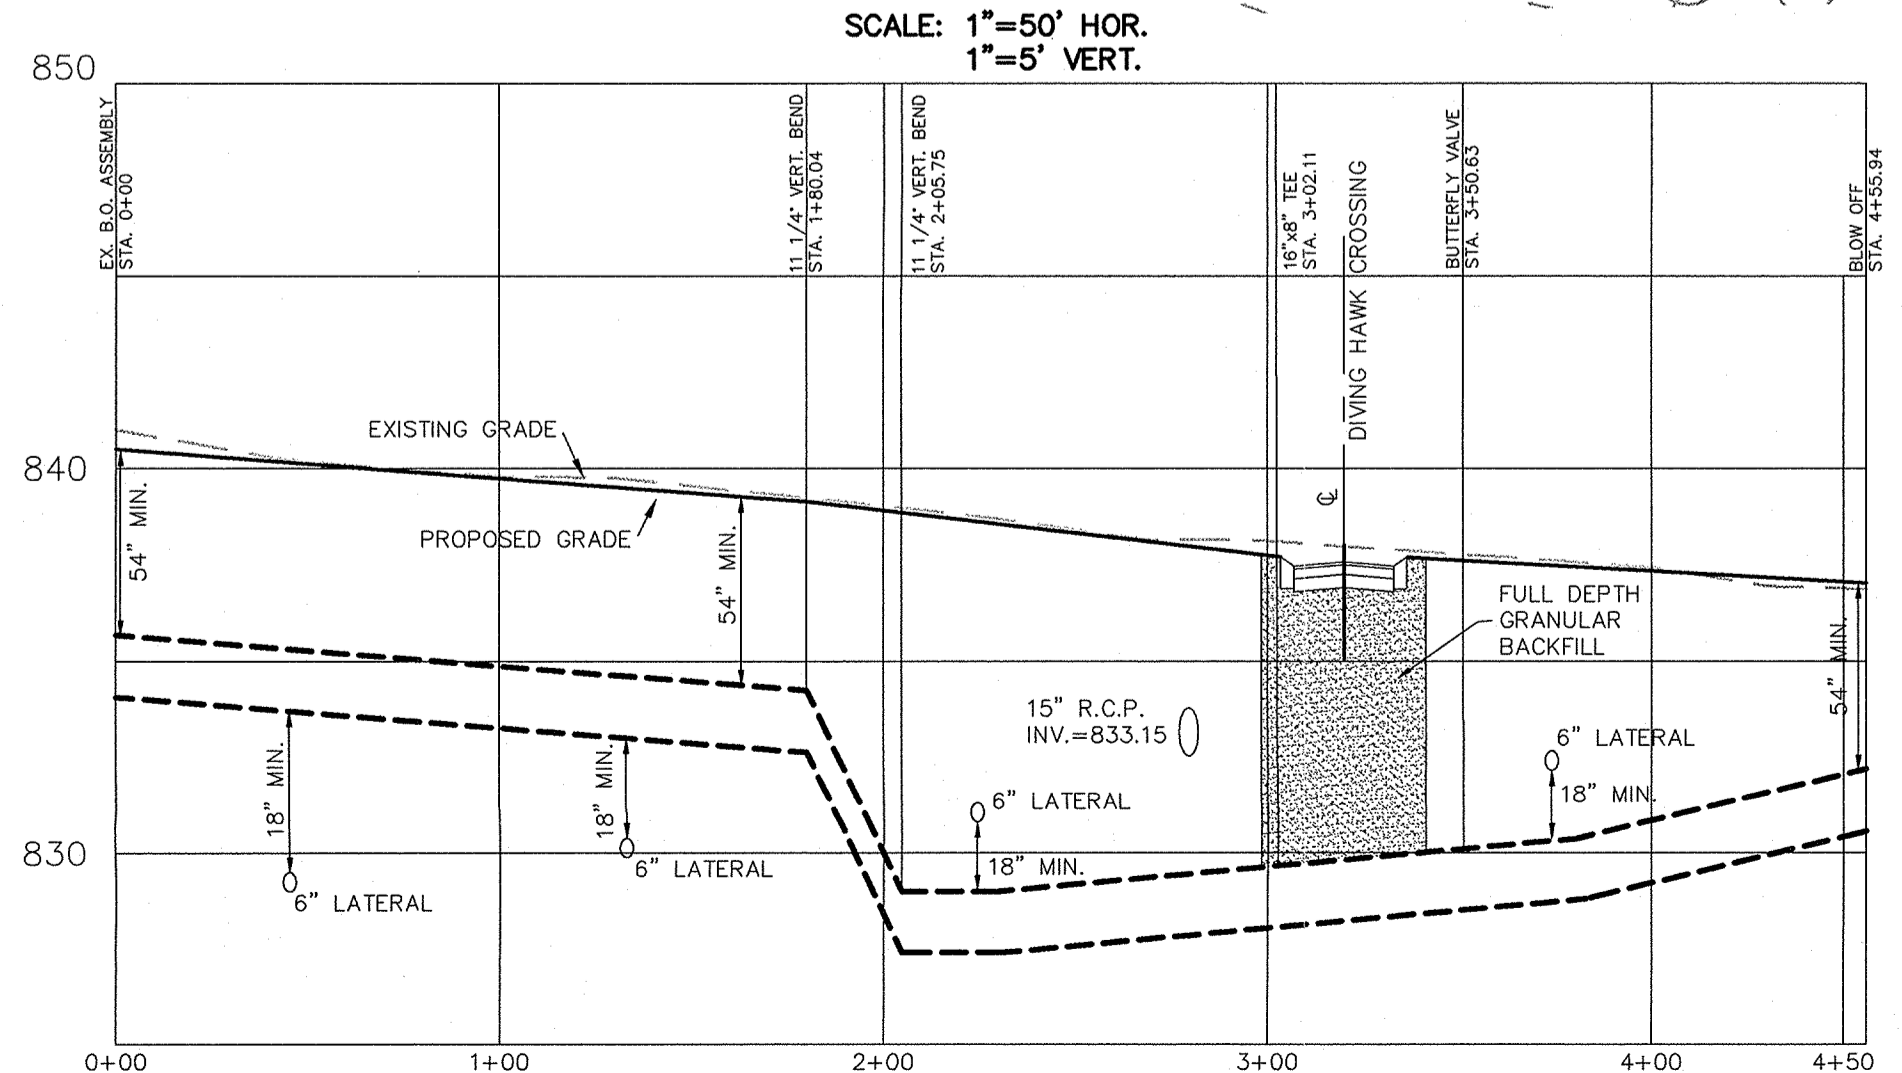 SCALE: 1"=50' HOR.
1"=5' VERT.
850
EX. B.O. ASSEMBLY
STA. 0+00
11 1/4° VERT. BEND
STA. 1+80.04
11 1/4° VERT. BEND
STA. 2+05.75
16"x8" TEE
STA. 3+02.11
DIVING HAWK CROSSING
BUTTERFLY VALVE
STA. 3+50.63
BLOW OFF
STA. 4+55.94
EXISTING GRADE
840
54" MIN.
PROPOSED GRADE
54" MIN.
℄
FULL DEPTH
GRANULAR
BACKFILL
54" MIN.
15" R.C.P.
INV.=833.15
6" LATERAL
18" MIN.
18" MIN.
18" MIN.
6" LATERAL
830
18" MIN.
6" LATERAL
6" LATERAL
0+00
1+00
2+00
3+00
4+00
4+50